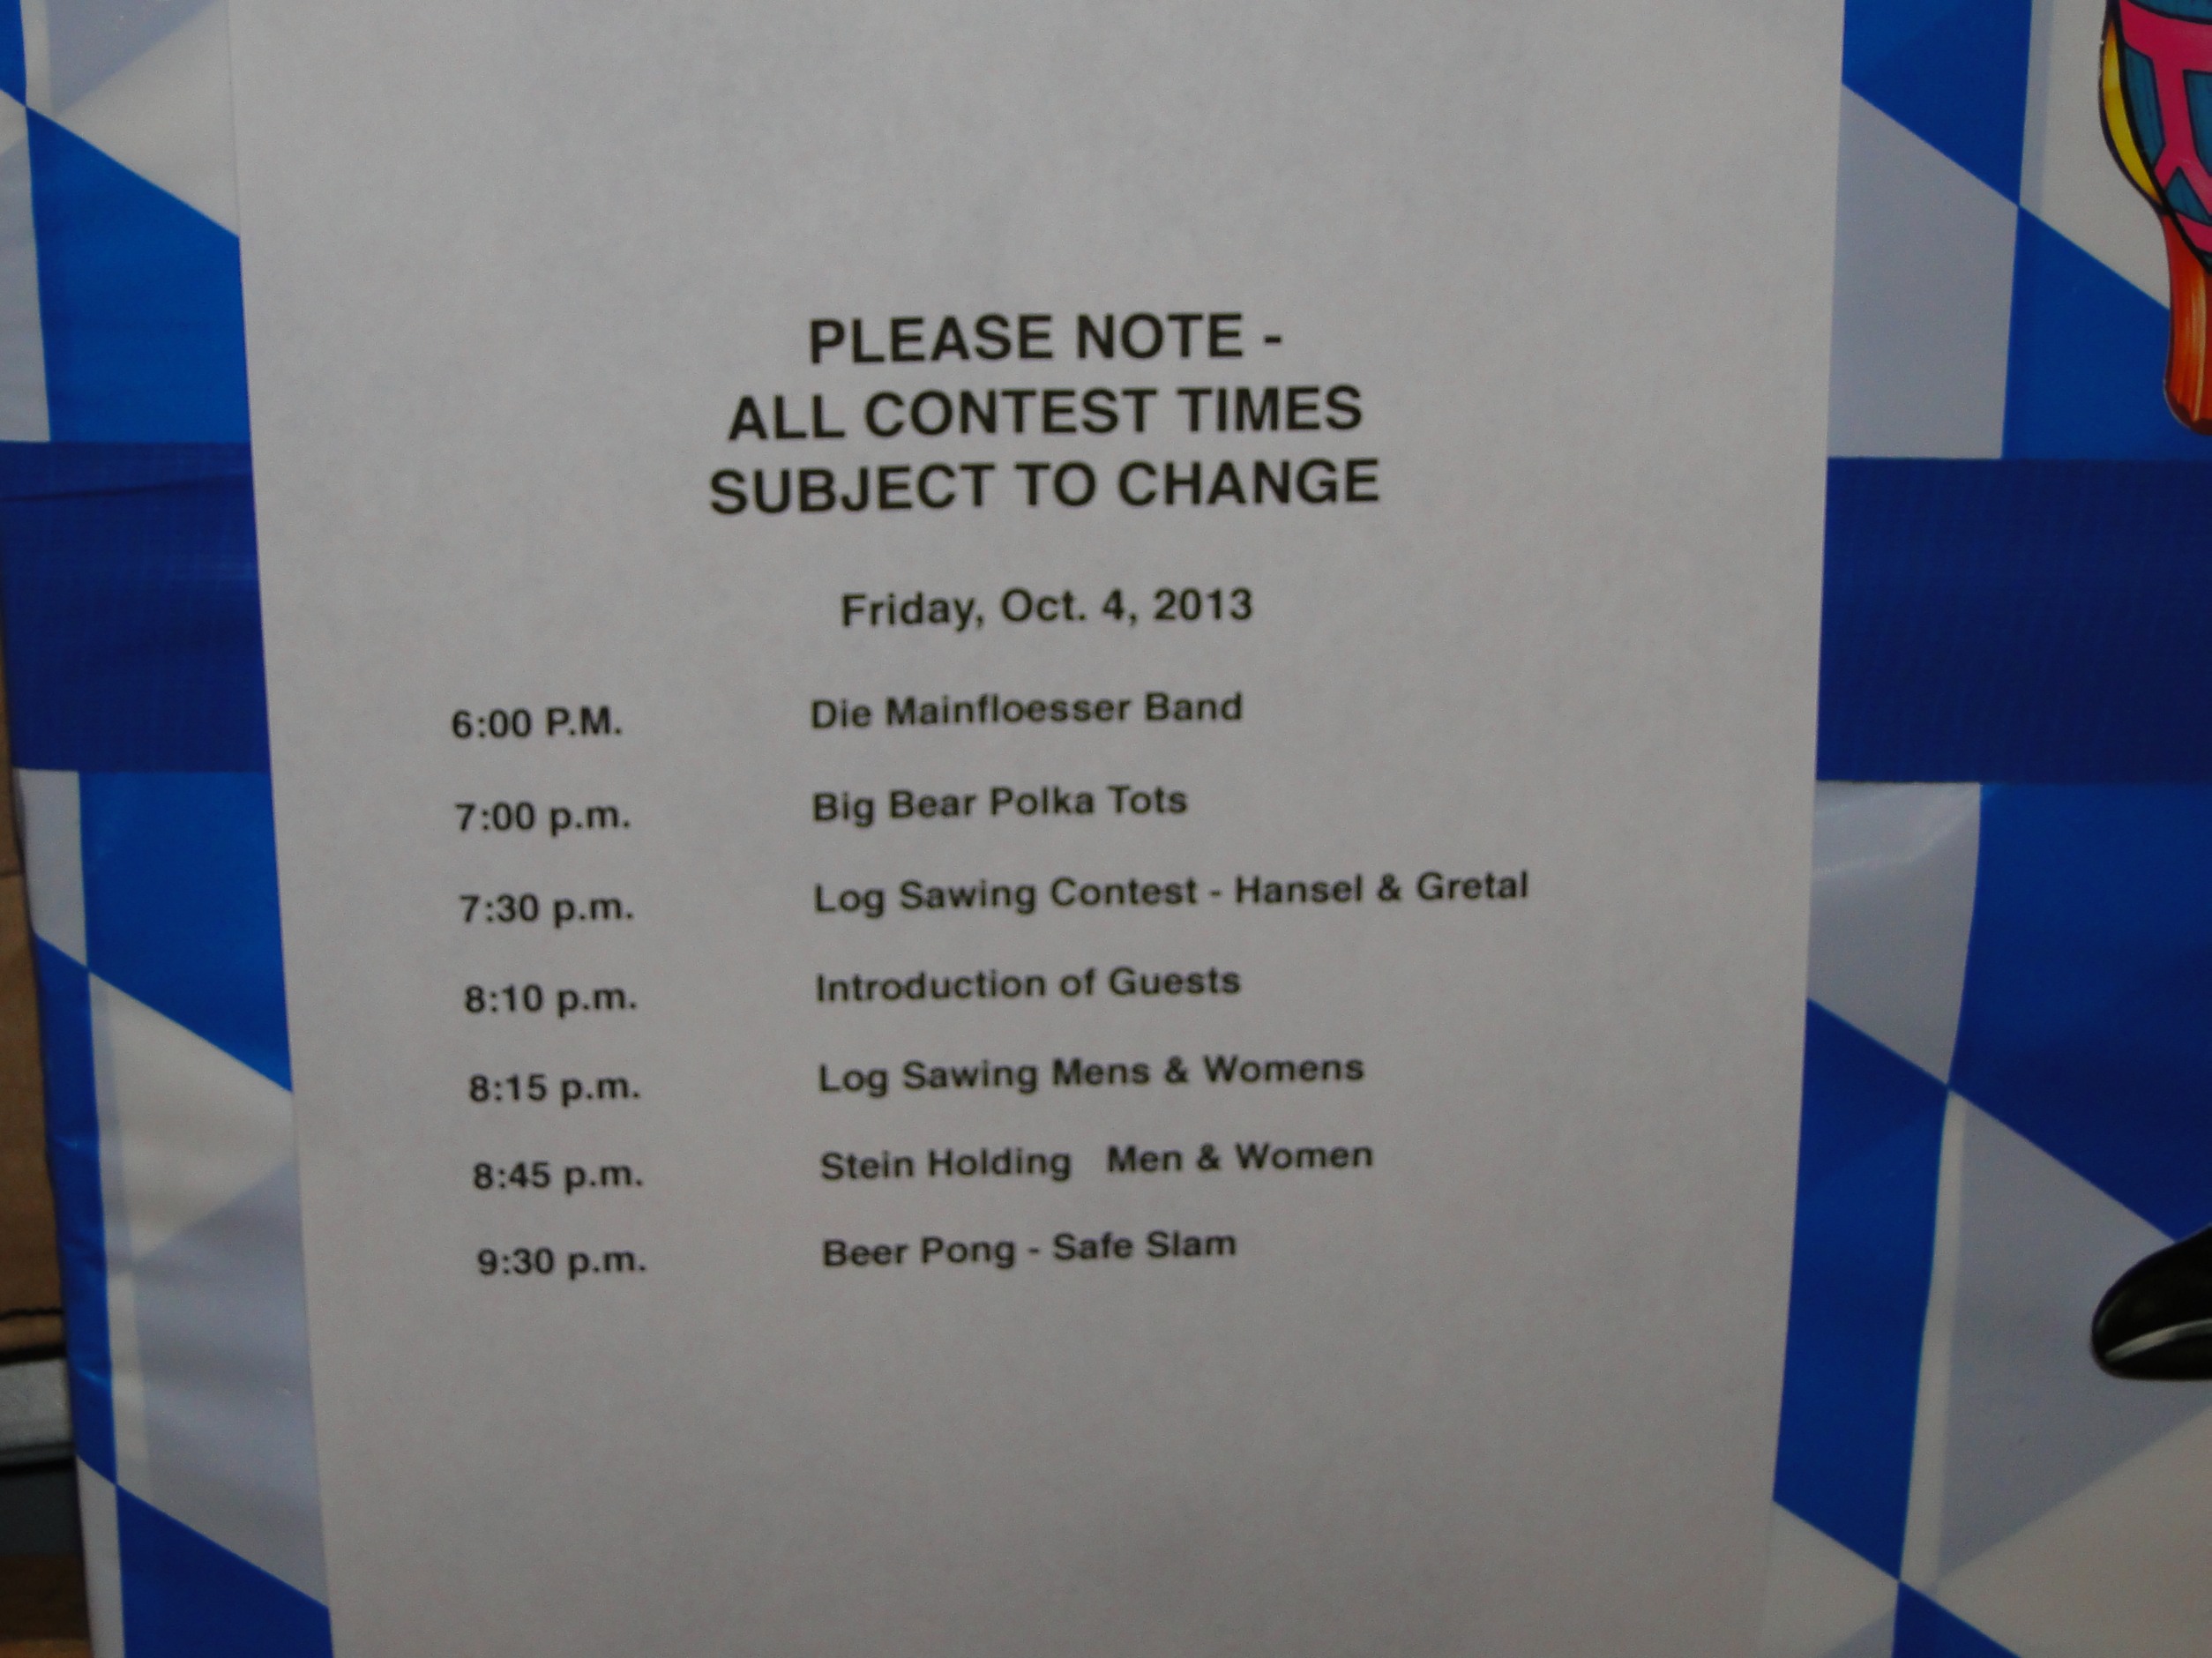 PLEASE NOTE -
ALL CONTEST TIMES
SUBJECT TO CHANGE
Friday, Oct. 4, 2013
6:00 P.M. Die Mainfloesser Band
7:00 p.m. Big Bear Polka Tots
7:30 p.m. Log Sawing Contest - Hansel & Gretal
8:10 p.m. Introduction of Guests
8:15 p.m. Log Sawing Mens & Womens
8:45 p.m. Stein Holding Men & Women
9:30 p.m. Beer Pong - Safe Slam